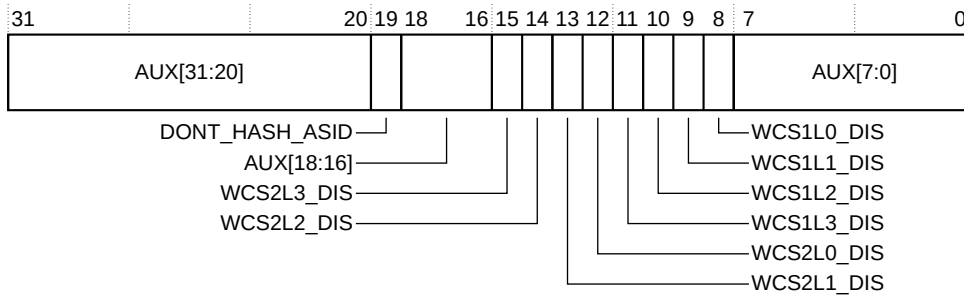 31 20 19 18 16 15 14 13 12 11 10 9 8 7 0
AUX[31:20] AUX[7:0]
DONT_HASH_ASID WCS1L0_DIS
AUX[18:16] WCS1L1_DIS
WCS2L3_DIS WCS1L2_DIS
WCS2L2_DIS WCS1L3_DIS
WCS2L0_DIS
WCS2L1_DIS